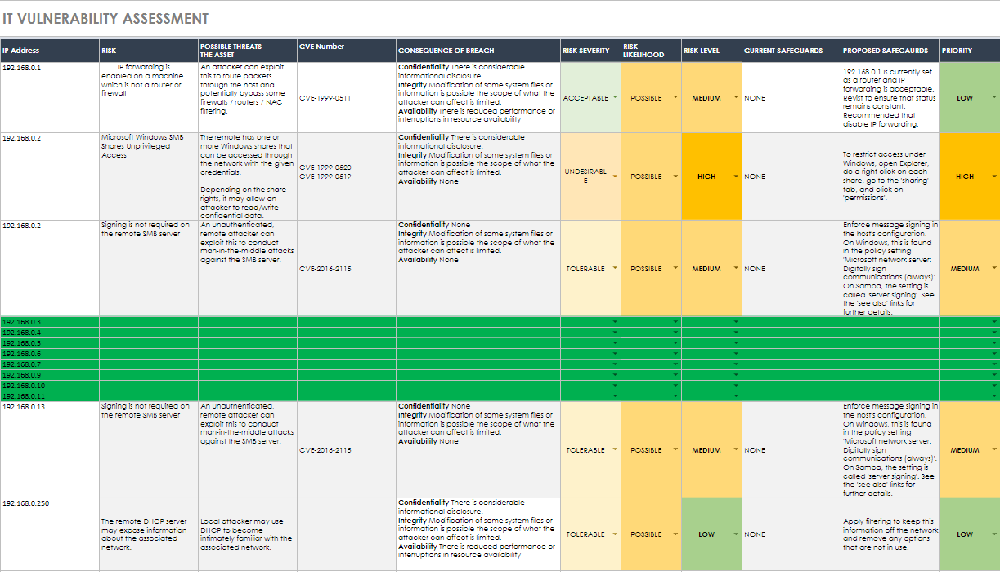 IT VULNERABILITY ASSESSMENT
IP Address
RISK
POSSIBLE THREATS
THE ASSET
CVE Number
CONSEQUENCE OF BREACH
RISK SEVERITY
RISK
LIKELIHOOD
RISK LEVEL
CURRENT SAFEGUARDS
PROPOSED SAFEGAURDS
PRIORITY
192.168.0.1
IP forwarding is
enabled on a machine
which is not a router or
firewall
An attacker can exploit
this to route packets
through the host and
potentially bypass some
firewalls / routers / NAC
filtering.
CVE-1999-0511
Confidentiality There is considerable
informational disclosure.
Integrity Modification of some system files or
information is possible the scope of what the
attacker can affect is limited.
Availability There is reduced performance or
interruptions in resource availability
ACCEPTABLE
POSSIBLE
MEDIUM
NONE
192.168.0.1 is currently set
as a router and IP
forwarding is acceptable.
Revist to ensure that status
remains constant.
Recommended that
disable IP forwarding.
LOW
192.168.0.2
Microsoft Windows SMB
Shares Unprivileged
Access
The remote has one or
more Windows shares that
can be accessed through
the network with the given
credentials.
Depending on the share
rights, it may allow an
attacker to read/write
confidential data.
CVE-1999-0520
CVE-1999-0519
Confidentiality There is considerable
informational disclosure.
Integrity Modification of some system files or
information is possible the scope of what the
attacker can affect is limited.
Availability None
UNDESIRABL
E
POSSIBLE
HIGH
NONE
To restrict access under
Windows, open Explorer,
do a right click on each
share, go to the 'sharing'
tab, and click on
'permissions'.
HIGH
192.168.0.2
Signing is not required on
the remote SMB server
An unauthenticated,
remote attacker can
exploit this to conduct
man-in-the-middle attacks
against the SMB server.
CVE-2016-2115
Confidentiality None
Integrity Modification of some system files or
information is possible the scope of what the
attacker can affect is limited.
Availability None
TOLERABLE
POSSIBLE
MEDIUM
NONE
Enforce message signing in
the host's configuration.
On Windows, this is found
in the policy setting
'Microsoft network server:
Digitally sign
communications (always)'.
On Samba, the setting is
called 'server signing'. See
the 'see also' links for
further details.
MEDIUM
192.168.0.3
192.168.0.4
192.168.0.5
192.168.0.6
192.168.0.7
192.168.0.9
192.168.0.10
192.168.0.11
192.168.0.13
Signing is not required on
the remote SMB server
An unauthenticated,
remote attacker can
exploit this to conduct
man-in-the-middle attacks
against the SMB server.
CVE-2016-2115
Confidentiality None
Integrity Modification of some system files or
information is possible the scope of what the
attacker can affect is limited.
Availability None
TOLERABLE
POSSIBLE
MEDIUM
NONE
Enforce message signing in
the host's configuration.
On Windows, this is found
in the policy setting
'Microsoft network server:
Digitally sign
communications (always)'.
On Samba, the setting is
called 'server signing'. See
the 'see also' links for
further details.
MEDIUM
192.168.0.250
The remote DHCP server
may expose information
about the associated
network.
Local attacker may use
DHCP to become
intimately familiar with the
associated network.
Confidentiality There is considerable
informational disclosure.
Integrity Modification of some system files or
information is possible the scope of what the
attacker can affect is limited.
Availability There is reduced performance or
interruptions in resource availability
TOLERABLE
POSSIBLE
LOW
NONE
Apply filtering to keep this
information off the network
and remove any options
that are not in use.
LOW